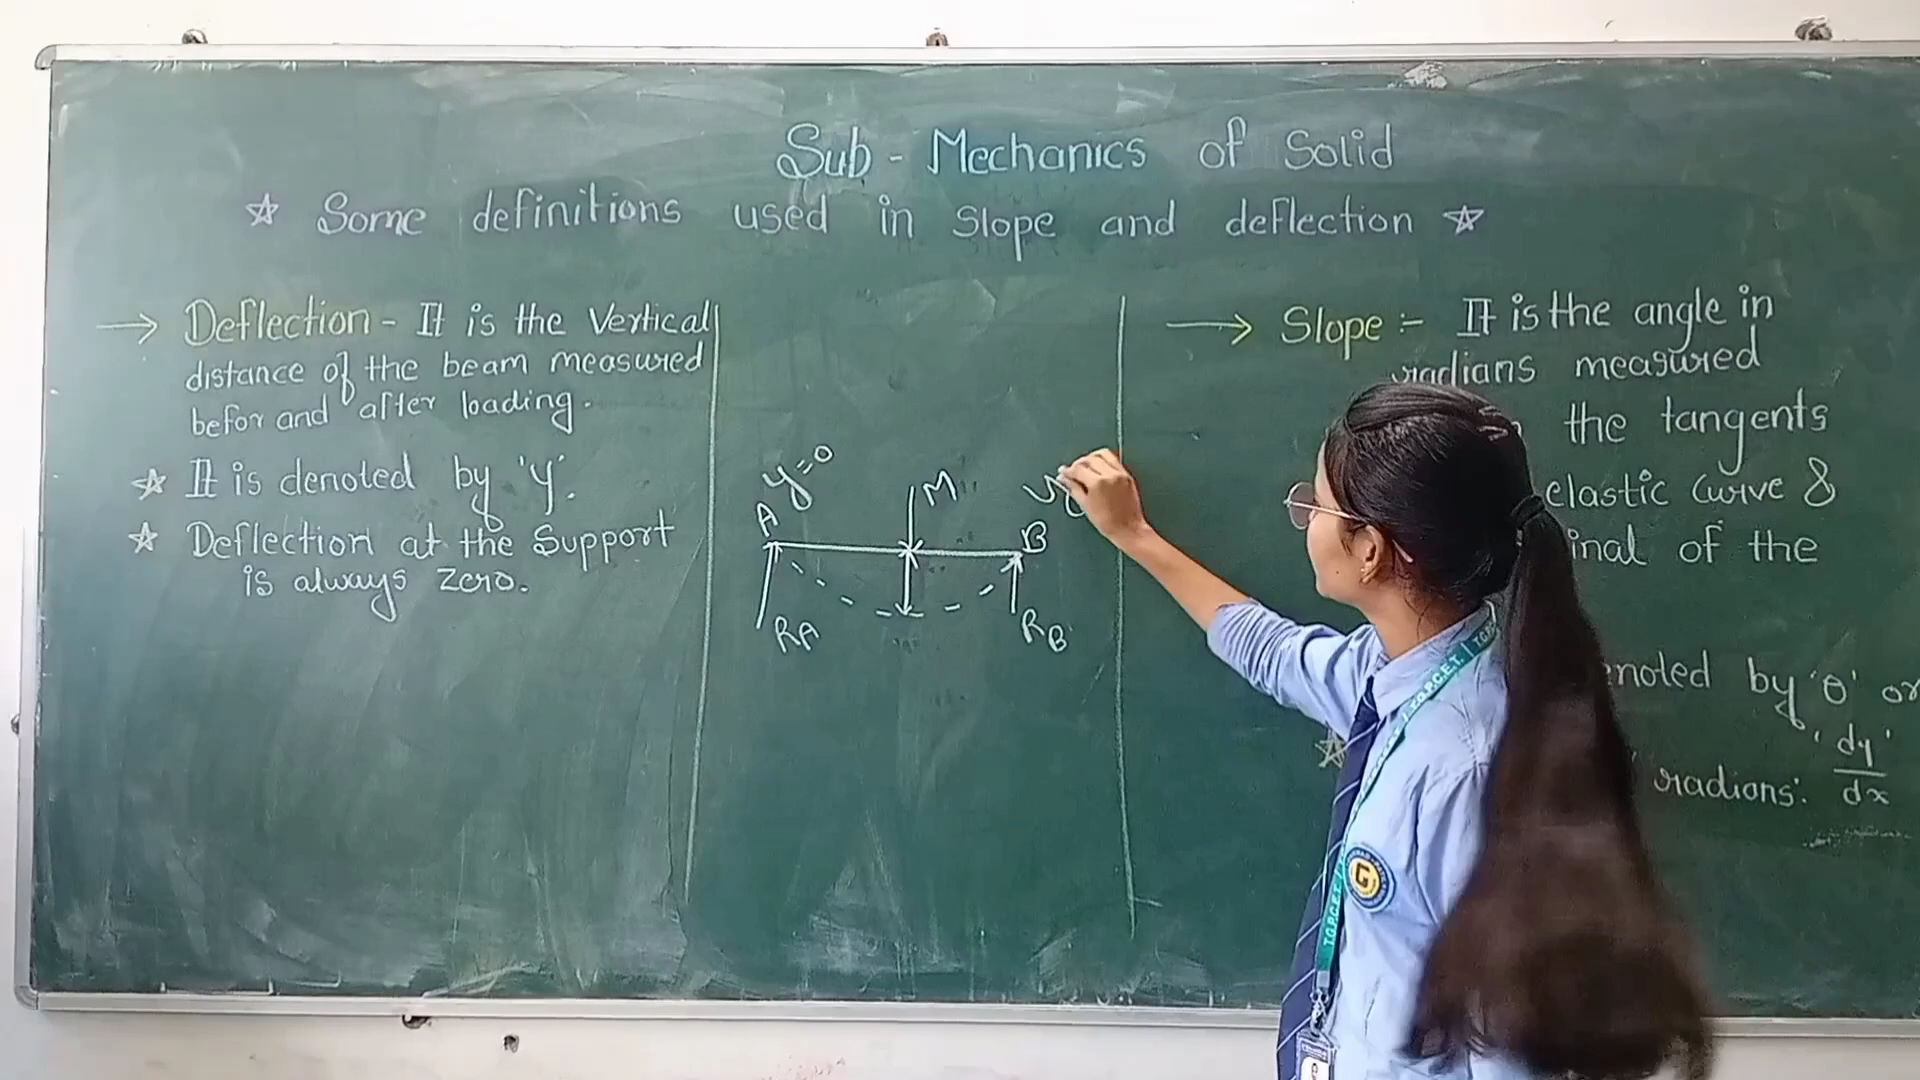 Sub - Mechanics of Solid
☆ Some definitions used in Slope and deflection ☆
→ Deflection - It is the Vertical
distance of the beam measured
befor and after loading.
☆ It is denoted by 'y'.
☆ Deflection at the Support
is always zero.
y=0
A
M
B
RA
RB
→ Slope :- It is the angle in
radians measured
the tangents
elastic curve &
inal of the
enoted by 'θ' or
'dy/dx'
radians'.
T.G.P.C.E.T.
G